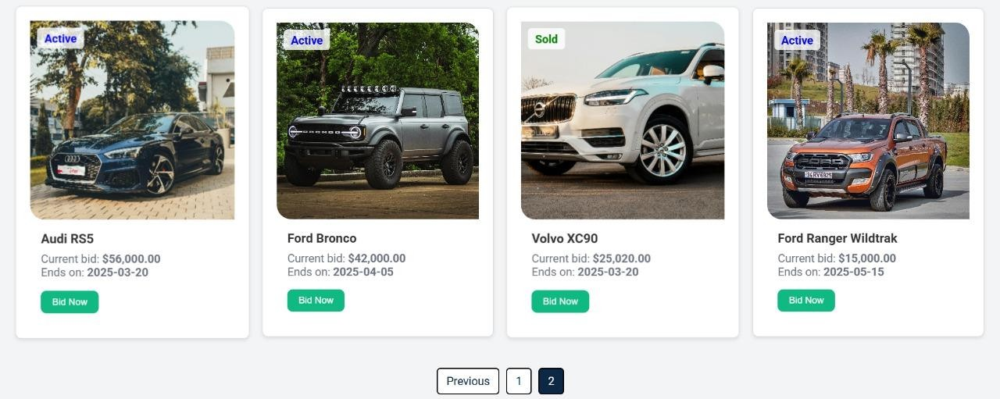 Active
Active
Sold
Active
BRONCO
FORD
Audi RS5
Current bid: $56,000.00
Ends on: 2025-03-20
Bid Now
Ford Bronco
Current bid: $42,000.00
Ends on: 2025-04-05
Bid Now
Volvo XC90
Current bid: $25,020.00
Ends on: 2025-03-20
Bid Now
Ford Ranger Wildtrak
Current bid: $15,000.00
Ends on: 2025-05-15
Bid Now
Previous
1
2